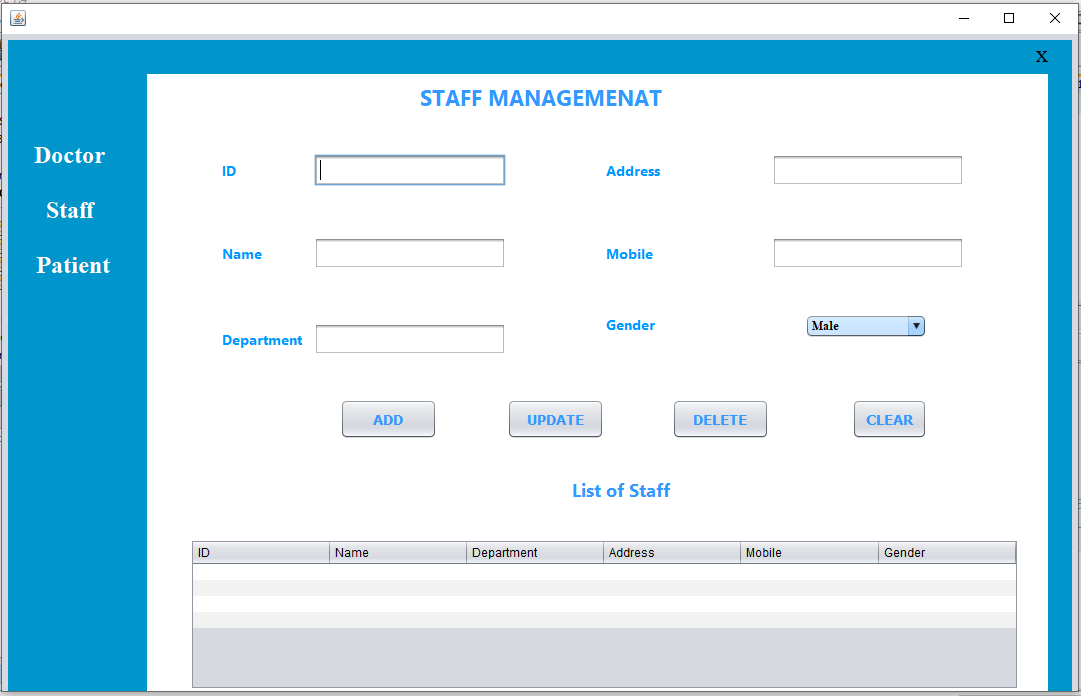 X
STAFF MANAGEMENAT
Doctor
Staff
Patient
ID
Address
Name
Mobile
Department
Gender
Male
ADD UPDATE DELETE CLEAR
List of Staff
ID Name Department Address Mobile Gender